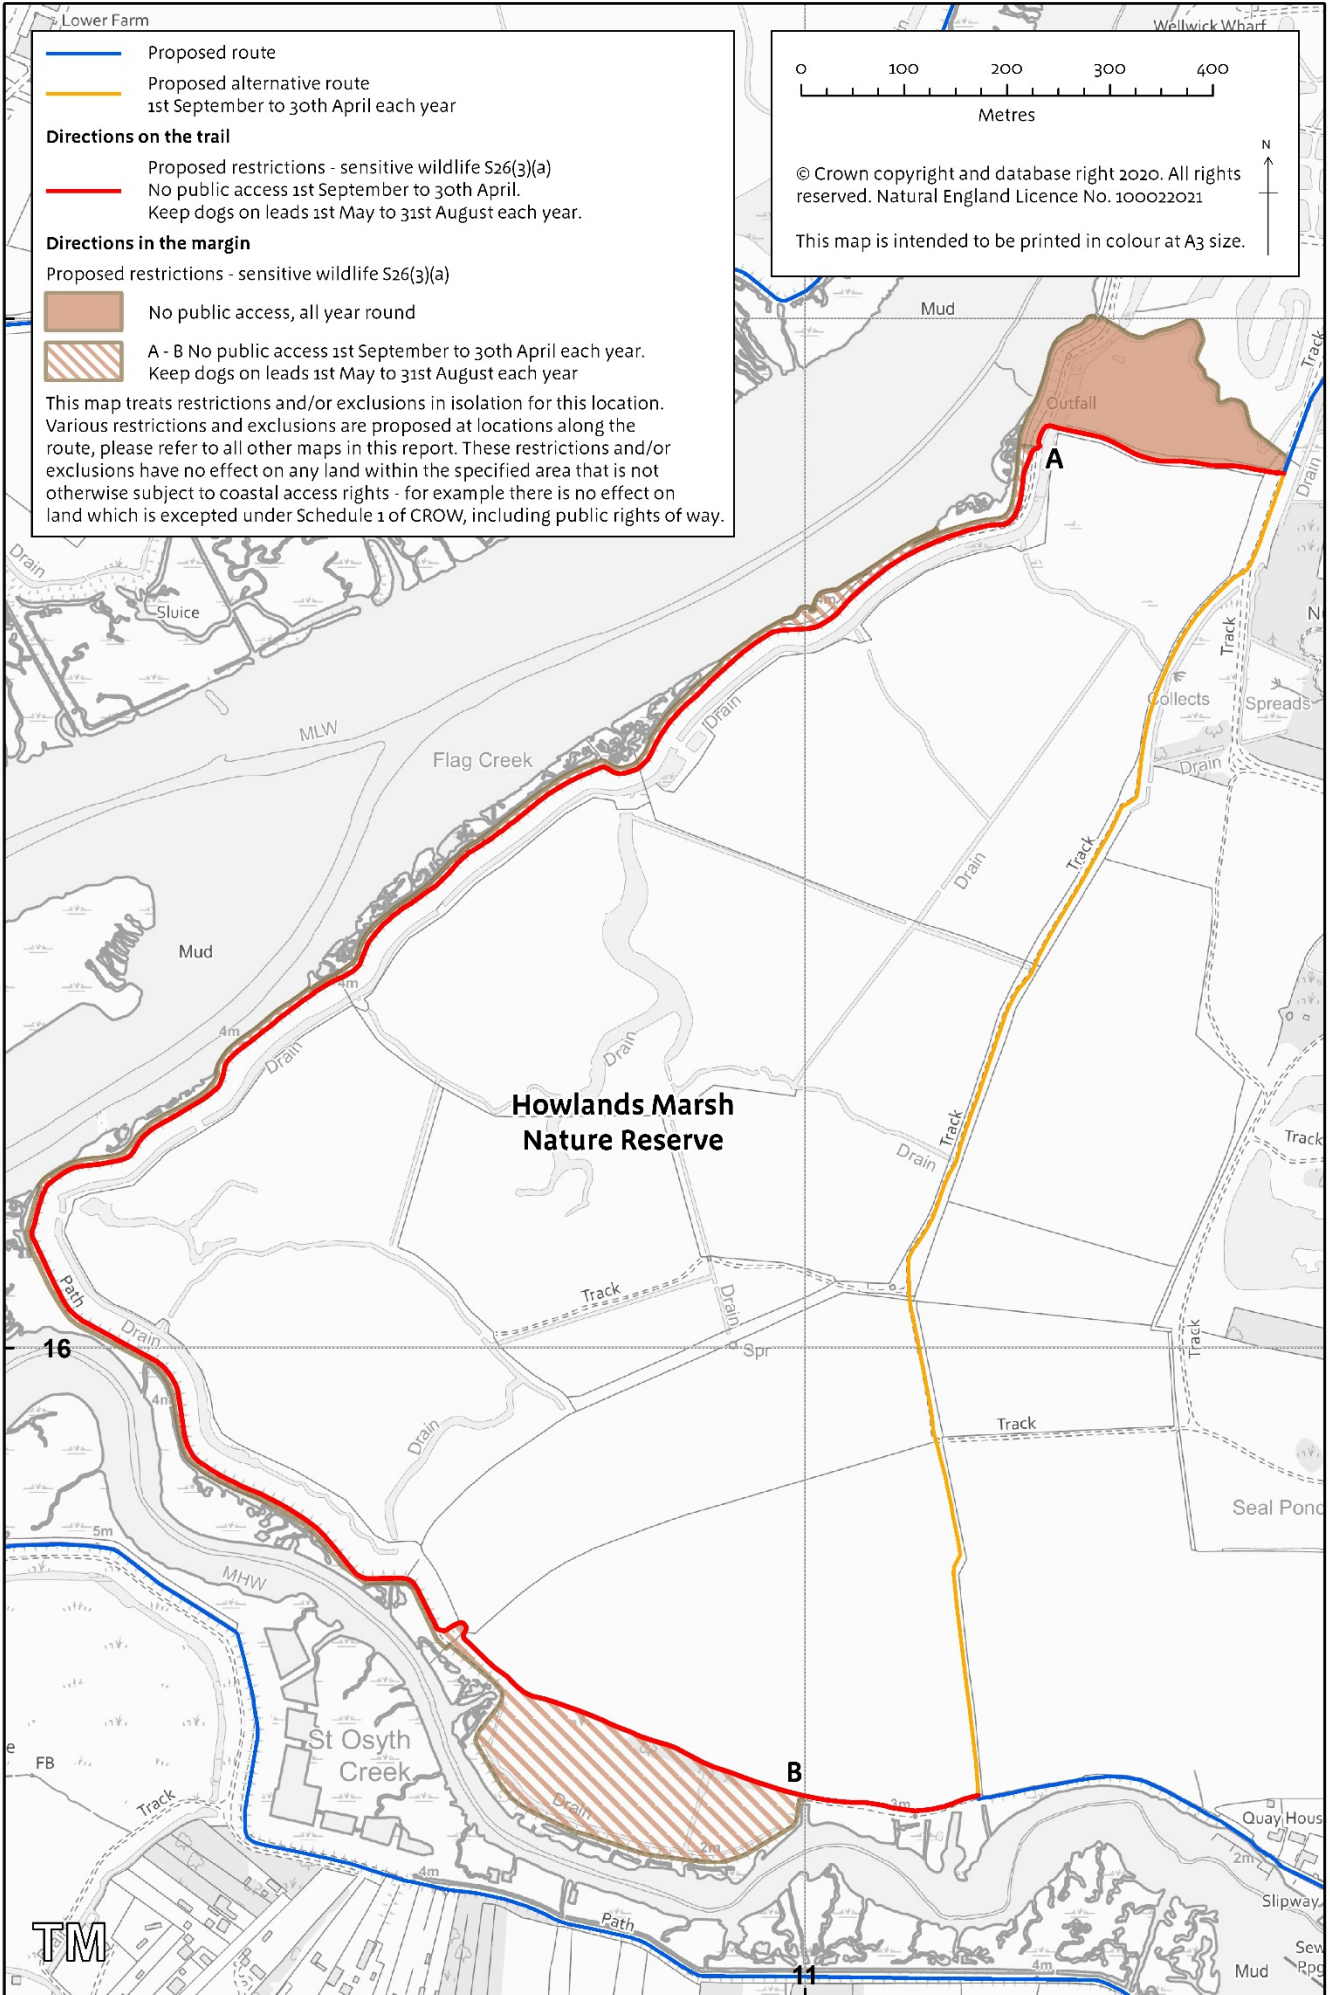 Lower Farm
Wellwick Wharf
Proposed route
Proposed alternative route
1st September to 30th April each year
Directions on the trail
Proposed restrictions - sensitive wildlife S26(3)(a)
No public access 1st September to 30th April.
Keep dogs on leads 1st May to 31st August each year.
Directions in the margin
Proposed restrictions - sensitive wildlife S26(3)(a)
No public access, all year round
A - B No public access 1st September to 30th April each year.
Keep dogs on leads 1st May to 31st August each year
This map treats restrictions and/or exclusions in isolation for this location.
Various restrictions and exclusions are proposed at locations along the
route, please refer to all other maps in this report. These restrictions and/or
exclusions have no effect on any land within the specified area that is not
otherwise subject to coastal access rights - for example there is no effect on
land which is excepted under Schedule 1 of CROW, including public rights of way.
0 100 200 300 400
Metres
N
© Crown copyright and database right 2020. All rights
reserved. Natural England Licence No. 100022021
This map is intended to be printed in colour at A3 size.
Mud
Track
Outfall
A
Drain
Drain
Sluice
4m
Track
Collects
Spreads
Drain
MLW
Flag Creek
Drain
Track
Drain
Mud
4m
4m
Drain
Drain
Howlands Marsh
Nature Reserve
Track
Drain
Track
Path
Track
Drain
Drain
16
Spr
Track
4m
Drain
Track
Seal Pond
5m
MHW
St Osyth
Creek
FB
B
Track
Drain
3m
Quay Hous
2m
2m
4m
Slipway
TM
Path
Sew
Ppg
4m
Mud
11